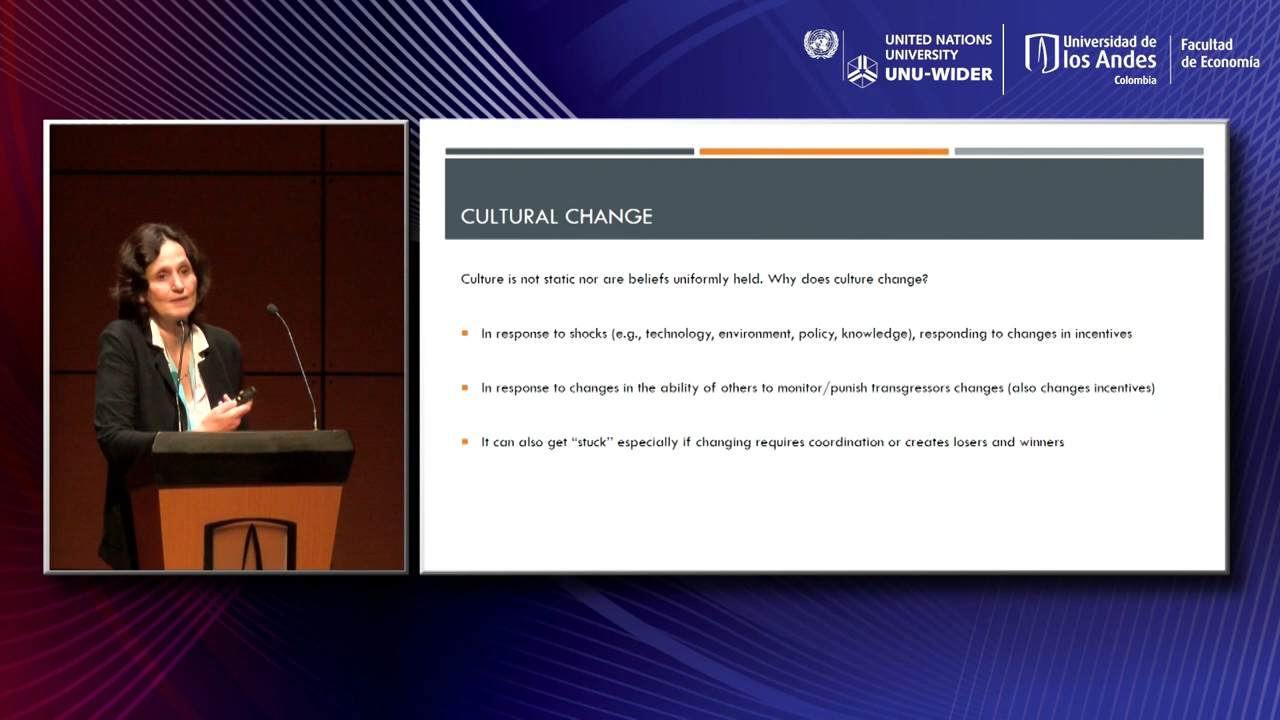 UNITED NATIONS
UNIVERSITY
UNU-WIDER
Universidad de
los Andes
Colombia
Facultad
de Economía
CULTURAL CHANGE
Culture is not static nor are beliefs uniformly held. Why does culture change?
In response to shocks (e.g., technology, environment, policy, knowledge), responding to changes in incentives
In response to changes in the ability of others to monitor/punish transgressors changes (also changes incentives)
It can also get “stuck” especially if changing requires coordination or creates losers and winners